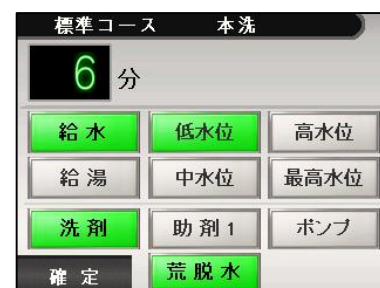 標準コース 本洗
6 分
給水 低水位 高水位
給湯 中水位 最高水位
洗剤 助剤1 ポンプ
確定 荒脱水